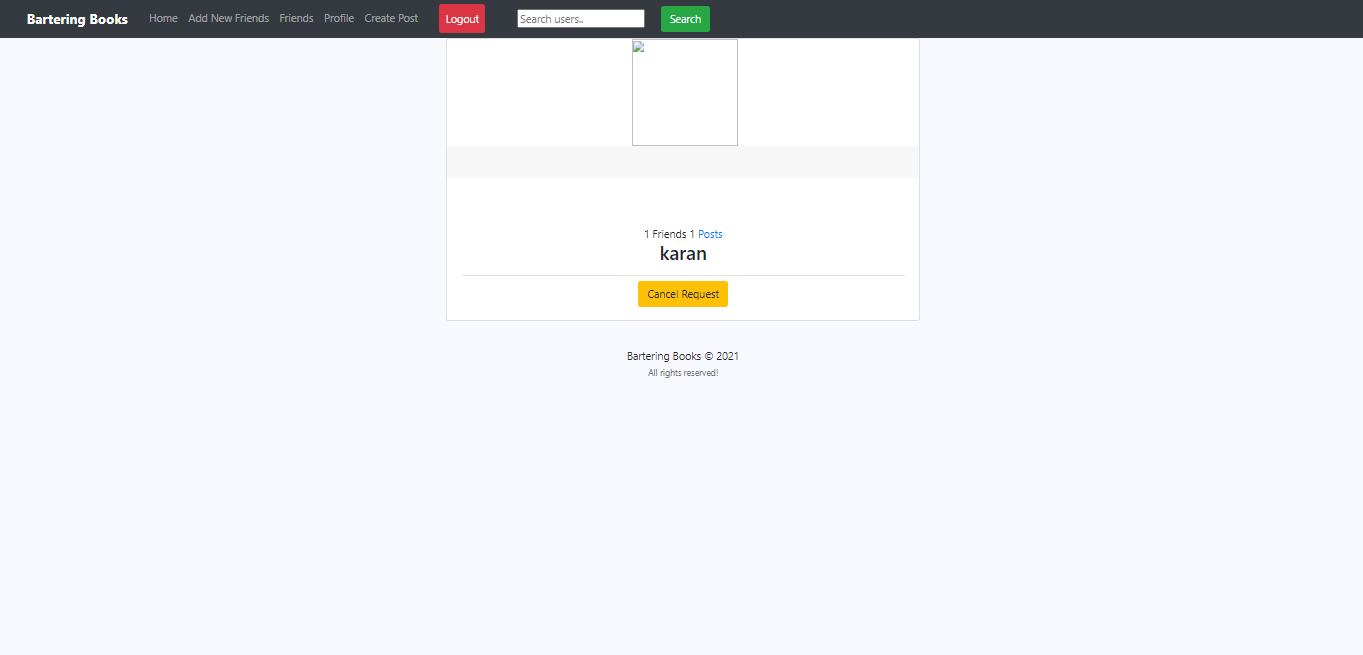 Bartering Books Home Add New Friends Friends Profile Create Post Logout Search users.. Search
1 Friends 1 Posts
karan
Cancel Request
Bartering Books © 2021
All rights reserved!